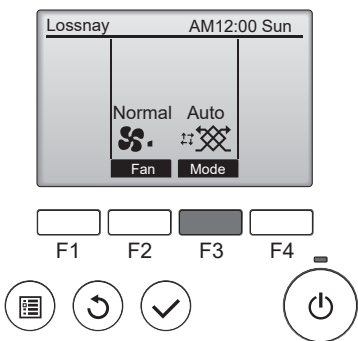 Lossnay AM12:00 Sun
Normal Auto
Fan Mode
F1 F2 F3 F4